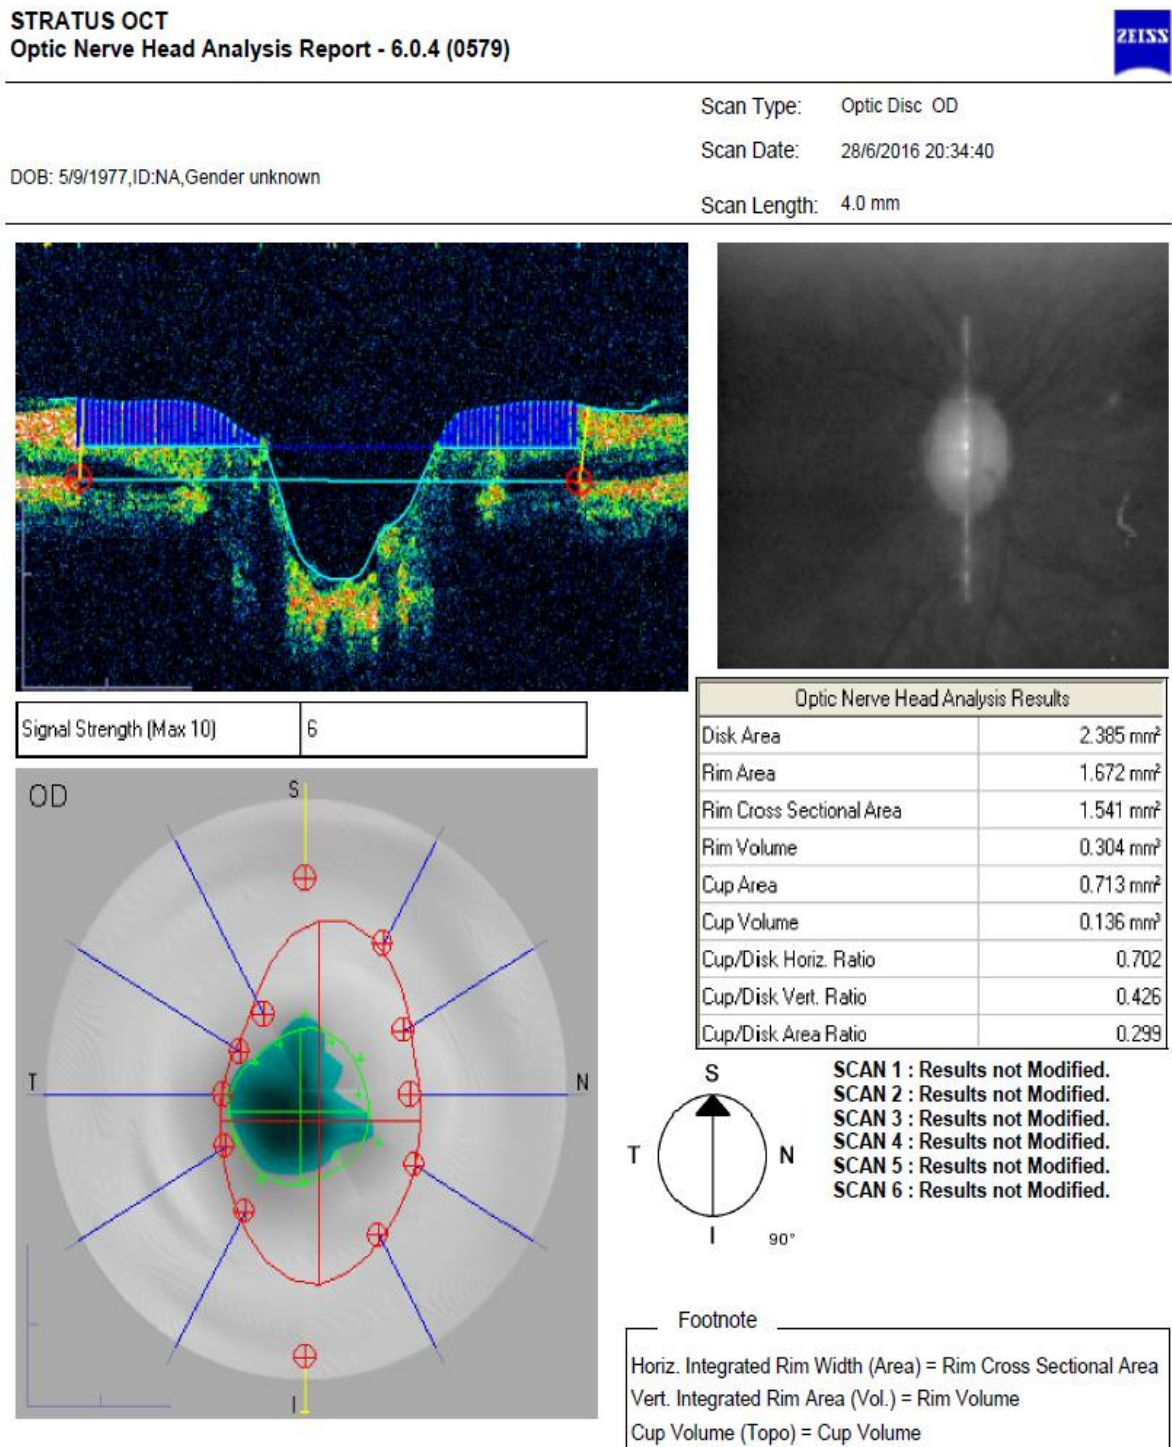 STRATUS OCT
Optic Nerve Head Analysis Report - 6.0.4 (0579)
ZEISS
Scan Type: Optic Disc OD
Scan Date: 28/6/2016 20:34:40
DOB: 5/9/1977,ID:NA,Gender unknown
Scan Length: 4.0 mm
Signal Strength (Max 10) 6
Optic Nerve Head Analysis Results
Disk Area 2.385 mm²
Rim Area 1.672 mm²
Rim Cross Sectional Area 1.541 mm²
Rim Volume 0.304 mm³
Cup Area 0.713 mm²
Cup Volume 0.136 mm³
Cup/Disk Horiz. Ratio 0.702
Cup/Disk Vert. Ratio 0.426
Cup/Disk Area Ratio 0.299
OD
S
T
N
I
SCAN 1 : Results not Modified.
SCAN 2 : Results not Modified.
SCAN 3 : Results not Modified.
SCAN 4 : Results not Modified.
SCAN 5 : Results not Modified.
SCAN 6 : Results not Modified.
S
T
N
I
90°
Footnote
Horiz. Integrated Rim Width (Area) = Rim Cross Sectional Area
Vert. Integrated Rim Area (Vol.) = Rim Volume
Cup Volume (Topo) = Cup Volume